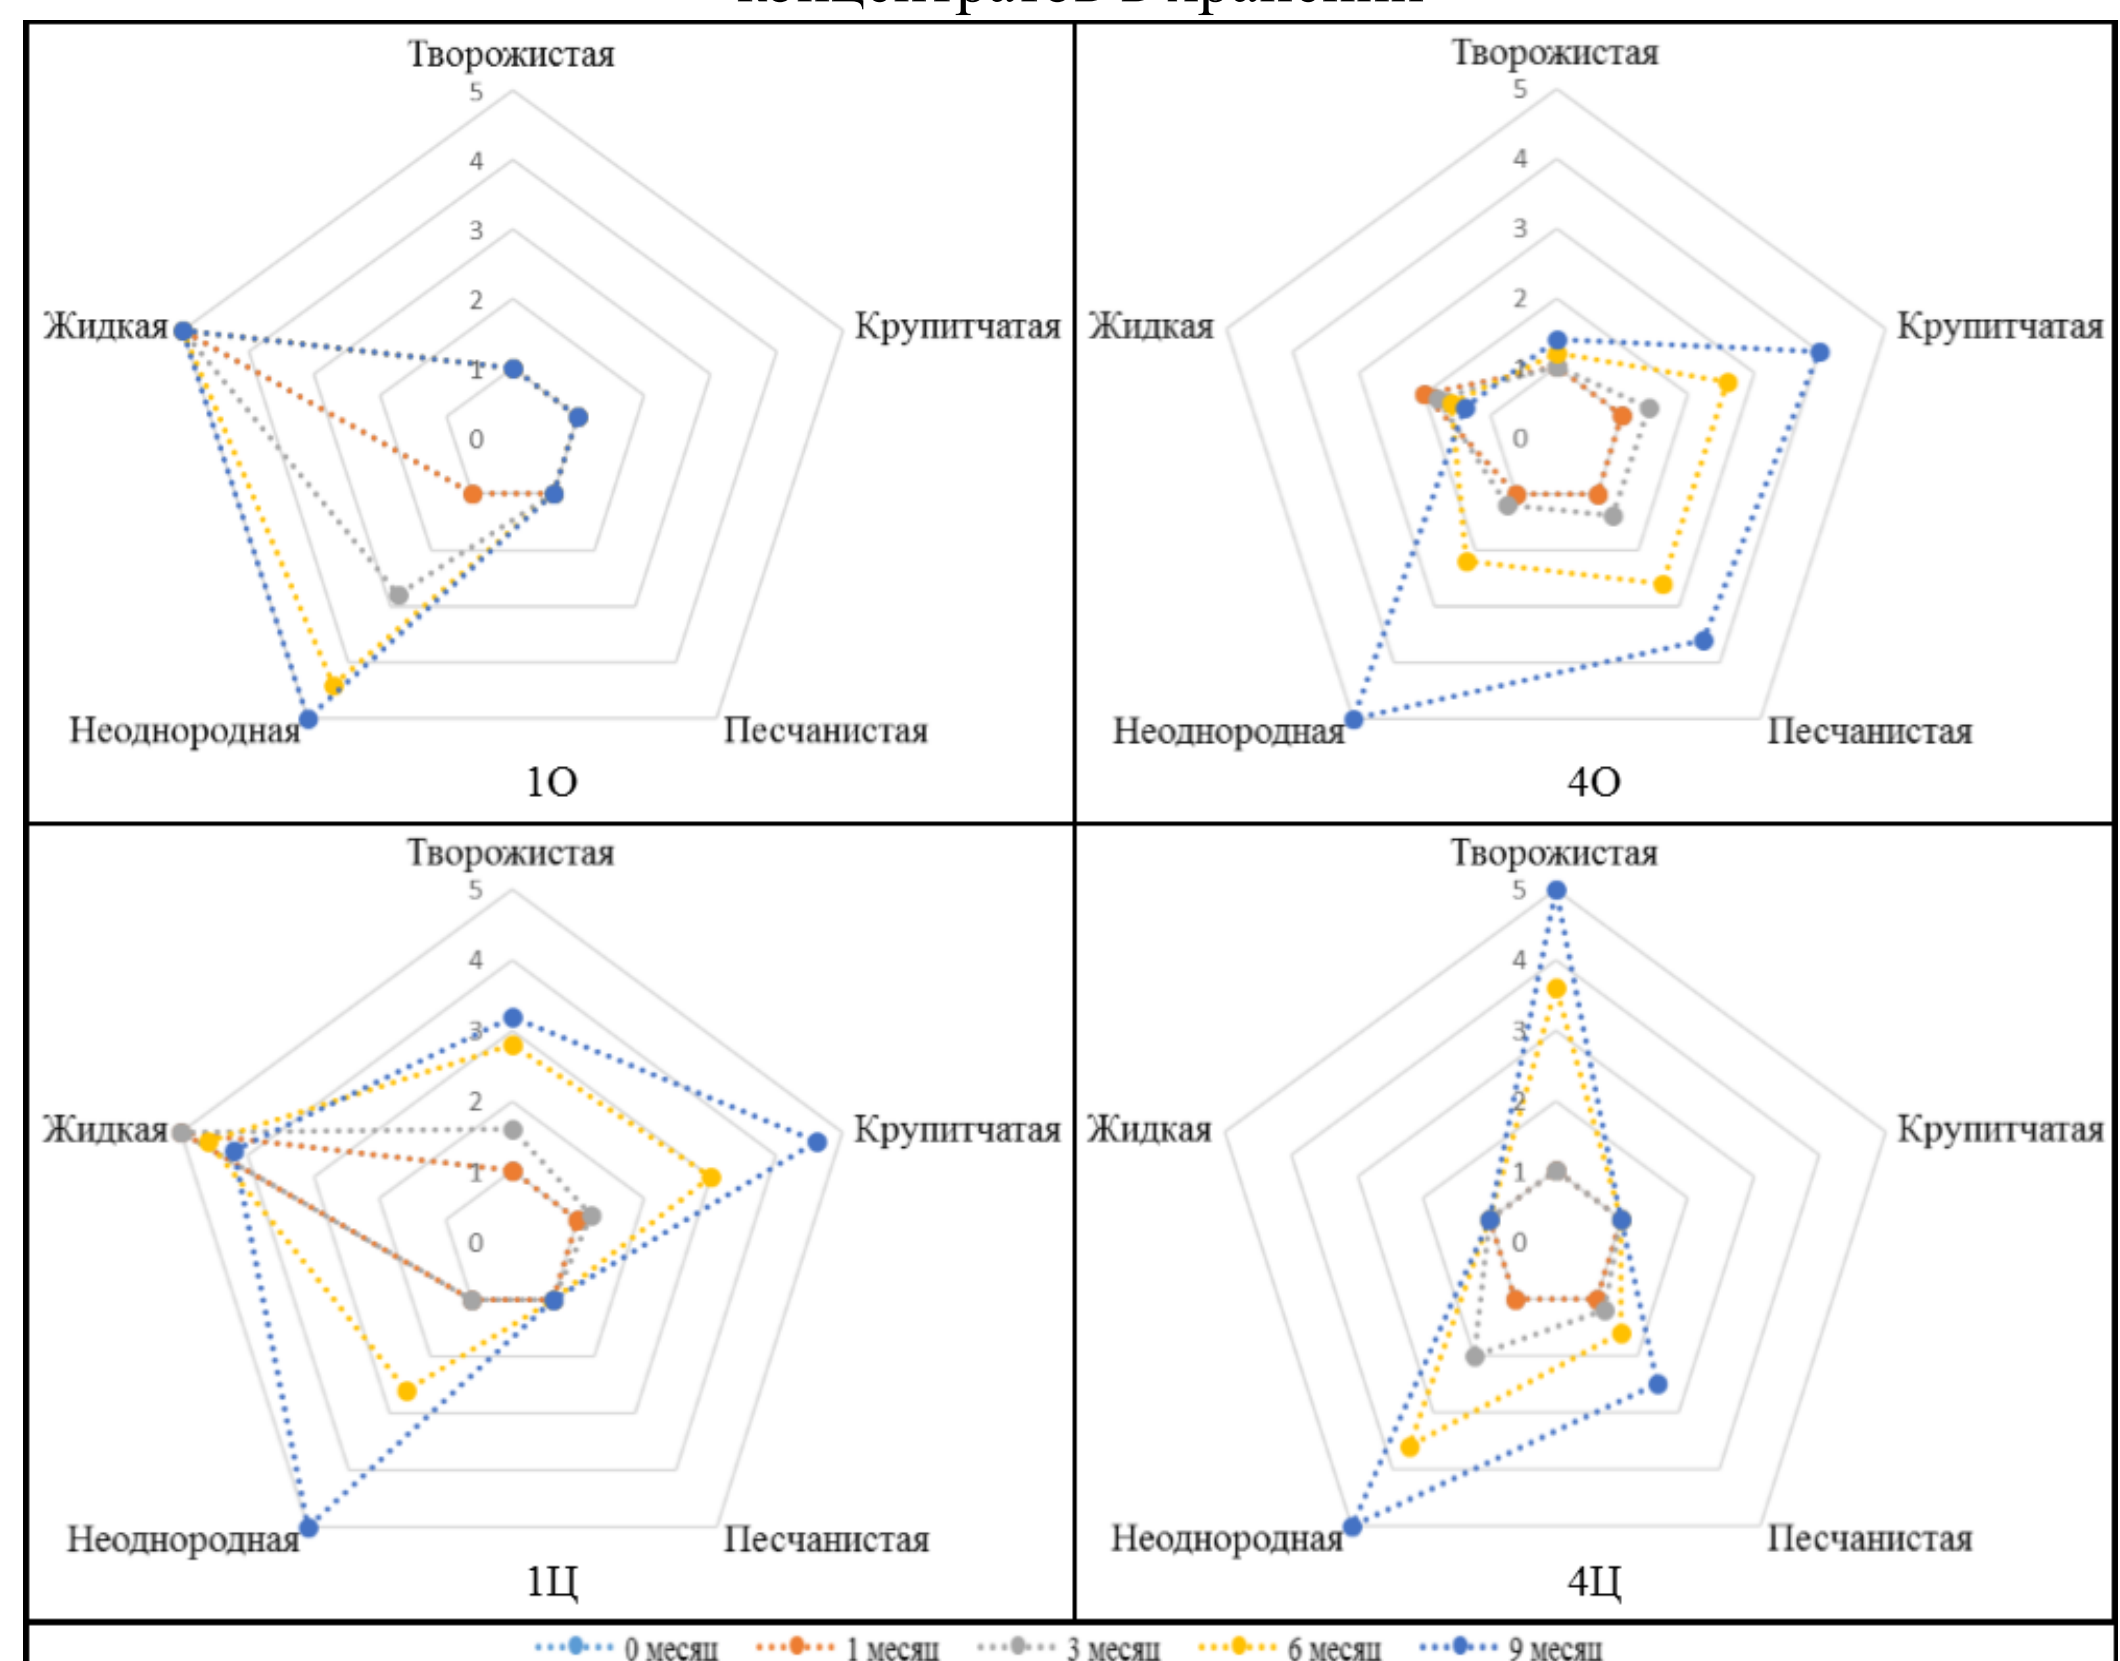 концентратов в хранении
Творожистая
5
4
3
2
1
0
Жидкая
Крупитчатая
Неоднородная
Песчанистая
1О
Творожистая
5
4
3
2
1
0
Жидкая
Крупитчатая
Неоднородная
Песчанистая
4О
Творожистая
5
4
3
2
1
0
Жидкая
Крупитчатая
Неоднородная
Песчанистая
1Ц
Творожистая
5
4
3
2
1
0
Жидкая
Крупитчатая
Неоднородная
Песчанистая
4Ц
0 месяц 1 месяц 3 месяц 6 месяц 9 месяц